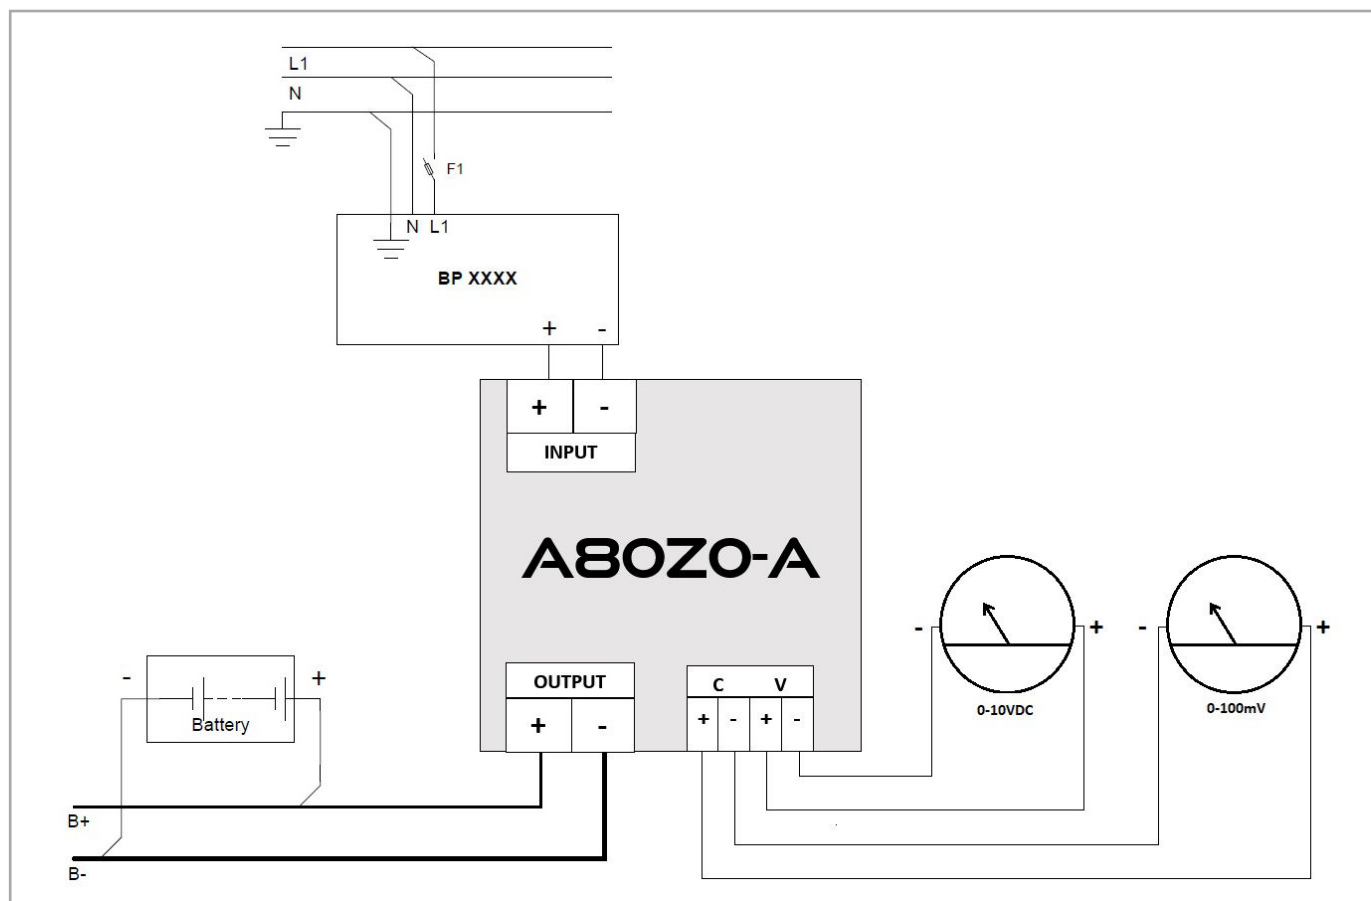 L1
N
F1
N L1
BP XXXX
+ -
+ -
INPUT
A80Z0-A
- +
- +
0-10VDC
0-100mV
- +
Battery
OUTPUT
+ -
C V
+ - + -
B+
B-